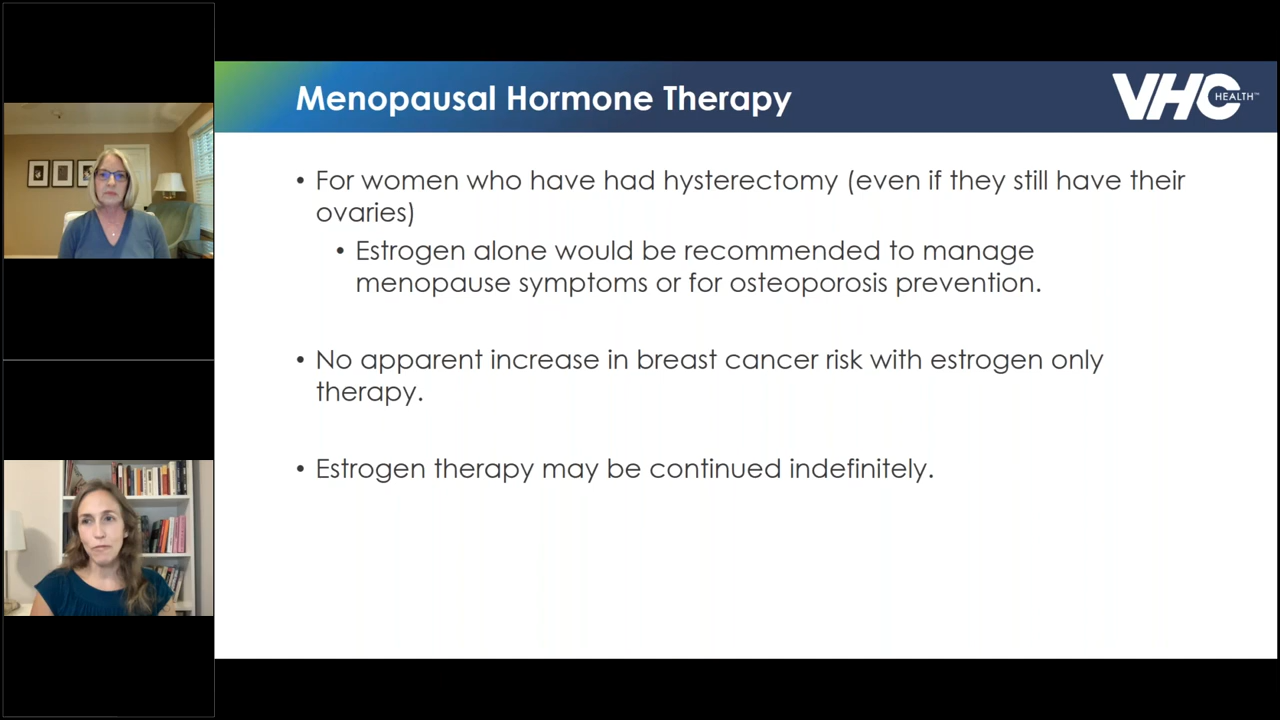 Menopausal Hormone Therapy
VHC HEALTH™
• For women who have had hysterectomy (even if they still have their
ovaries)
• Estrogen alone would be recommended to manage
menopause symptoms or for osteoporosis prevention.
• No apparent increase in breast cancer risk with estrogen only
therapy.
• Estrogen therapy may be continued indefinitely.